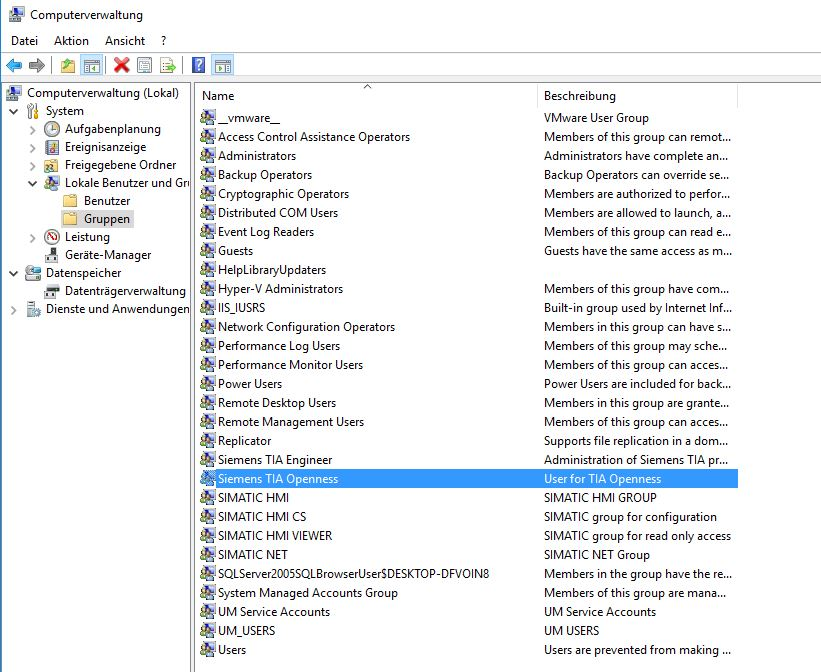 Computerverwaltung
Datei Aktion Ansicht ?
Computerverwaltung (Lokal)
System
Aufgabenplanung
Ereignisanzeige
Freigegebene Ordner
Lokale Benutzer und Gru
Benutzer
Gruppen
Leistung
Geräte-Manager
Datenspeicher
Datenträgerverwaltung
Dienste und Anwendungen
Name Beschreibung
__vmware__ VMware User Group
Access Control Assistance Operators Members of this group can remot...
Administrators Administrators have complete an...
Backup Operators Backup Operators can override se...
Cryptographic Operators Members are authorized to perfor...
Distributed COM Users Members are allowed to launch, a...
Event Log Readers Members of this group can read e...
Guests Guests have the same access as m...
HelpLibraryUpdaters
Hyper-V Administrators Members of this group have com...
IIS_IUSRS Built-in group used by Internet Inf...
Network Configuration Operators Members in this group can have s...
Performance Log Users Members of this group may sche...
Performance Monitor Users Members of this group can acces...
Power Users Power Users are included for back...
Remote Desktop Users Members in this group are grante...
Remote Management Users Members of this group can acces...
Replicator Supports file replication in a dom...
Siemens TIA Engineer Administration of Siemens TIA pr...
Siemens TIA Openness User for TIA Openness
SIMATIC HMI SIMATIC HMI GROUP
SIMATIC HMI CS SIMATIC group for configuration
SIMATIC HMI VIEWER SIMATIC group for read only access
SIMATIC NET SIMATIC NET Group
SQLServer2005SQLBrowserUser$DESKTOP-DFVOIN8 Members in the group have the re...
System Managed Accounts Group Members of this group are mana...
UM Service Accounts UM Service Accounts
UM_USERS UM USERS
Users Users are prevented from making ...